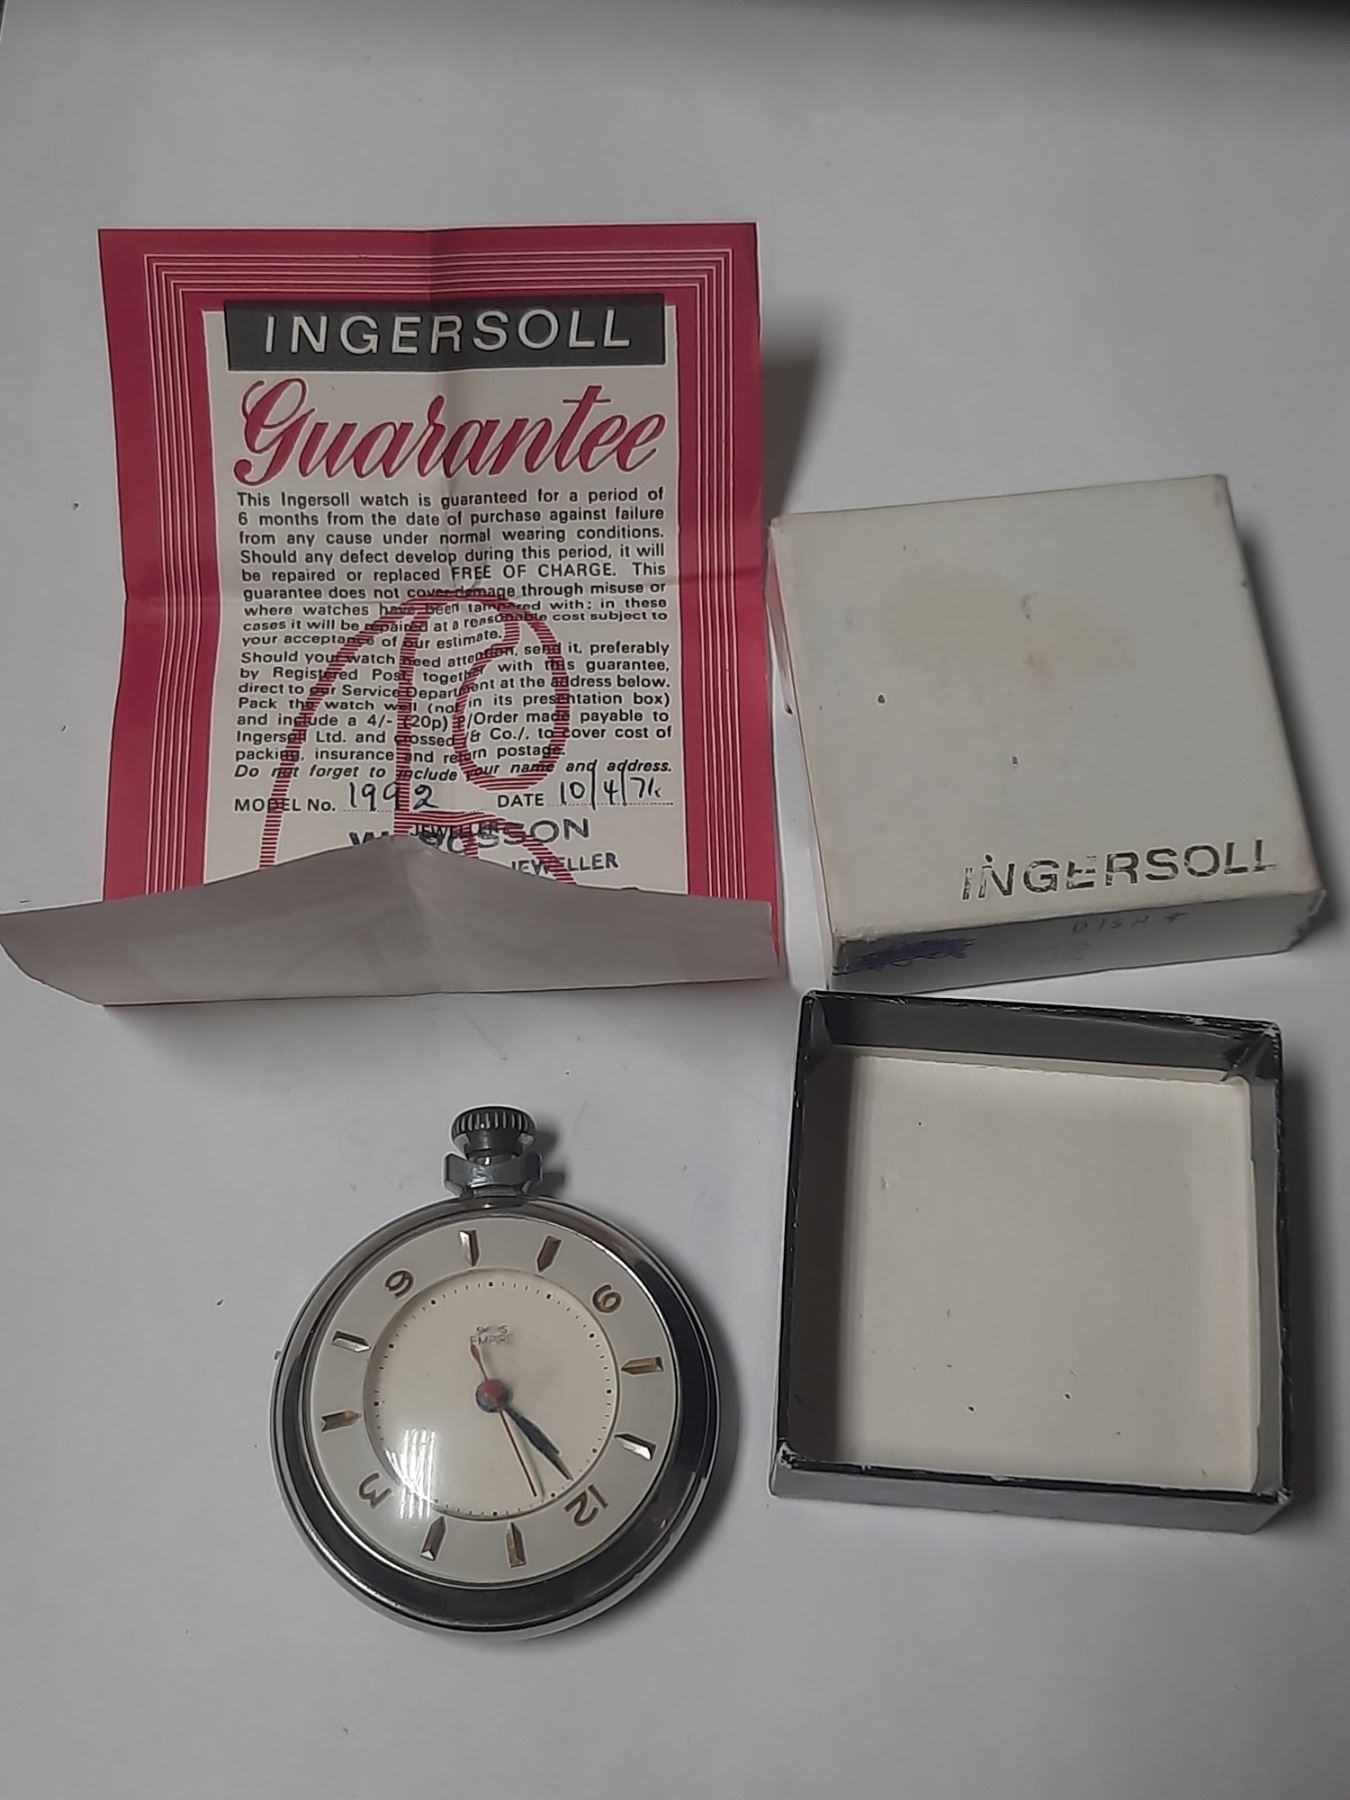 INGERSOLL
Guarantee
This Ingersoll watch is guaranteed for a period of
6 months from the date of purchase against failure
from any cause under normal wearing conditions.
Should any defect develop during this period, it will
be repaired or replaced FREE OF CHARGE. This
guarantee does not cover damage through misuse or
where watches have been tampered with; in these
cases it will be repaired at a reasonable cost subject to
your acceptance of our estimate.
Should your watch need attention, send it, preferably
by Registered Post, together with this guarantee,
direct to our Service Department at the address below.
Pack the watch well (not in its presentation box)
and include a 4/- (20p) P/Order made payable to
Ingersoll Ltd. and crossed /& Co./, to cover cost of
packing, insurance and return postage.
Do not forget to include your name and address.
MODEL No. 1992 DATE 10/4/71
JEWELLER
JEWELLER
INGERSOLL
EMPIRE
12
3
6
9